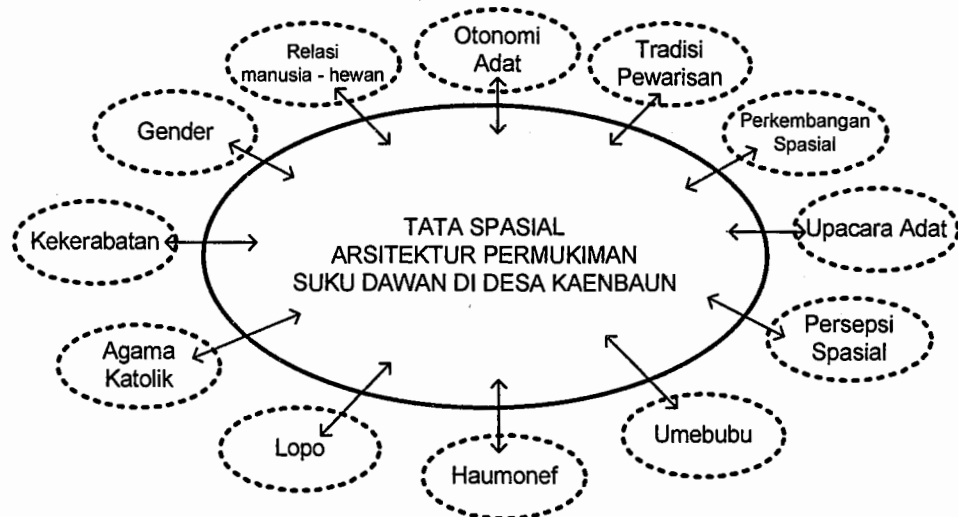 Otonomi
Adat
Tradisi
Pewarisan
Perkembangan
Spasial
Upacara Adat
Persepsi
Spasial
Umebubu
Haumonef
Lopo
Agama
Katolik
Kekerabatan
Gender
Relasi
manusia - hewan
TATA SPASIAL
ARSITEKTUR PERMUKIMAN
SUKU DAWAN DI DESA KAENBAUN